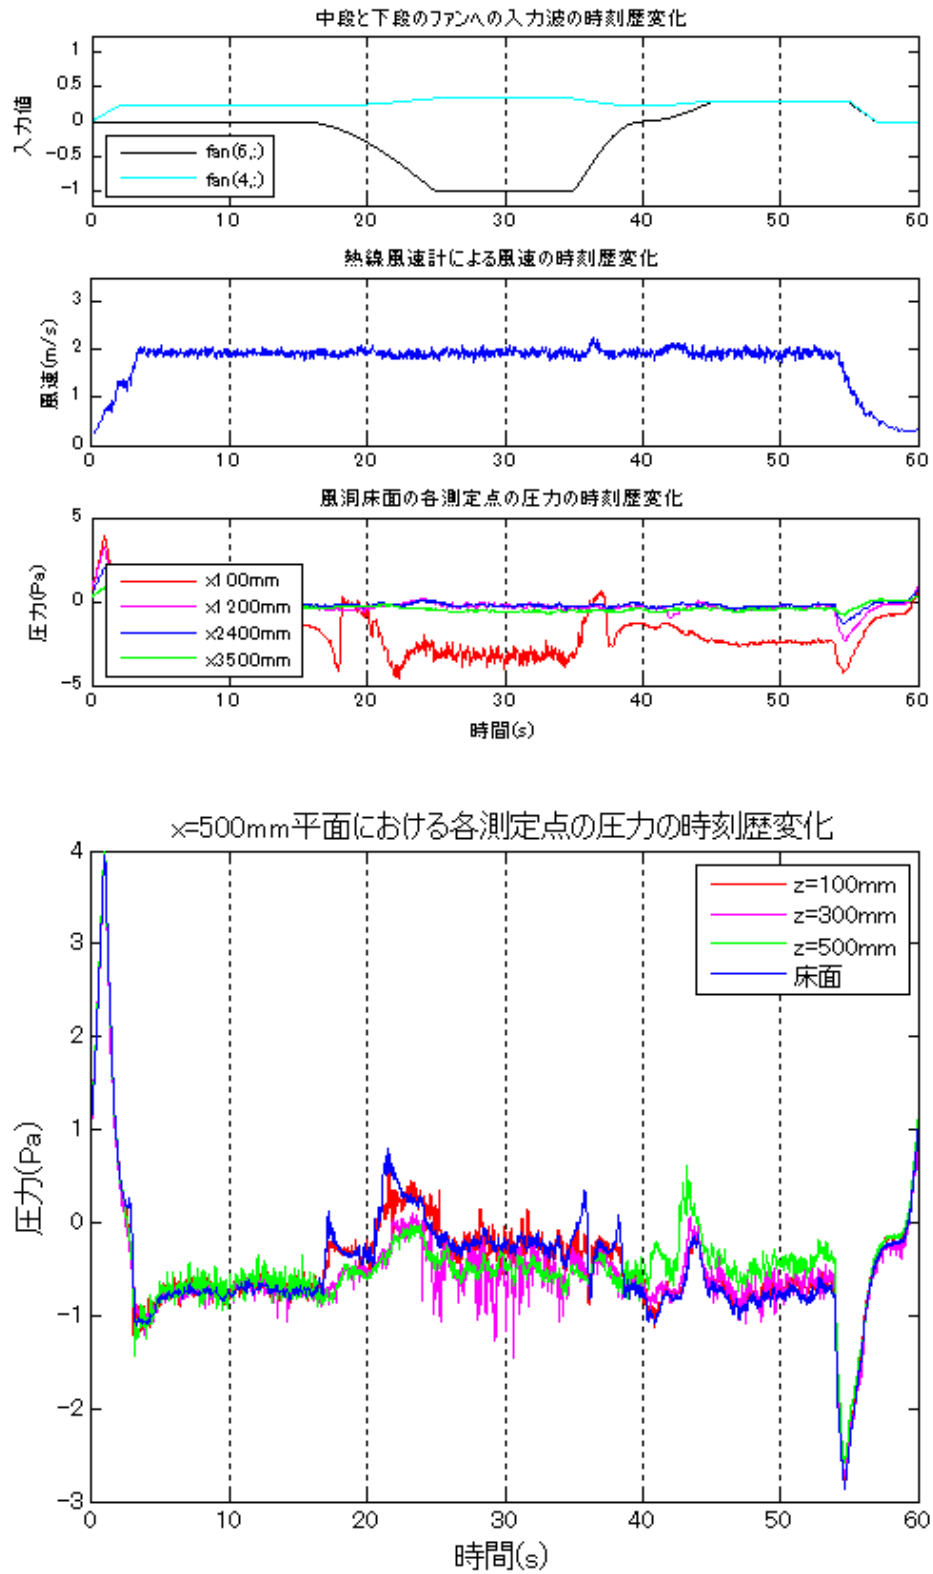 中段と下段のファンへの入力波の時刻歴変化
1
0.5
0
-0.5
-1
入力値
fan(6,:)
fan(4,:)
0 10 20 30 40 50 60
熱線風速計による風速の時刻歴変化
3
2
1
0
風速(m/s)
0 10 20 30 40 50 60
風洞床面の各測定点の圧力の時刻歴変化
5
0
-5
圧力(Pa)
x100mm
x1200mm
x2400mm
x3500mm
0 10 20 30 40 50 60
時間(s)
x=500mm平面における各測定点の圧力の時刻歴変化
4
3
2
1
0
-1
-2
-3
圧力(Pa)
z=100mm
z=300mm
z=500mm
床面
0 10 20 30 40 50 60
時間(s)